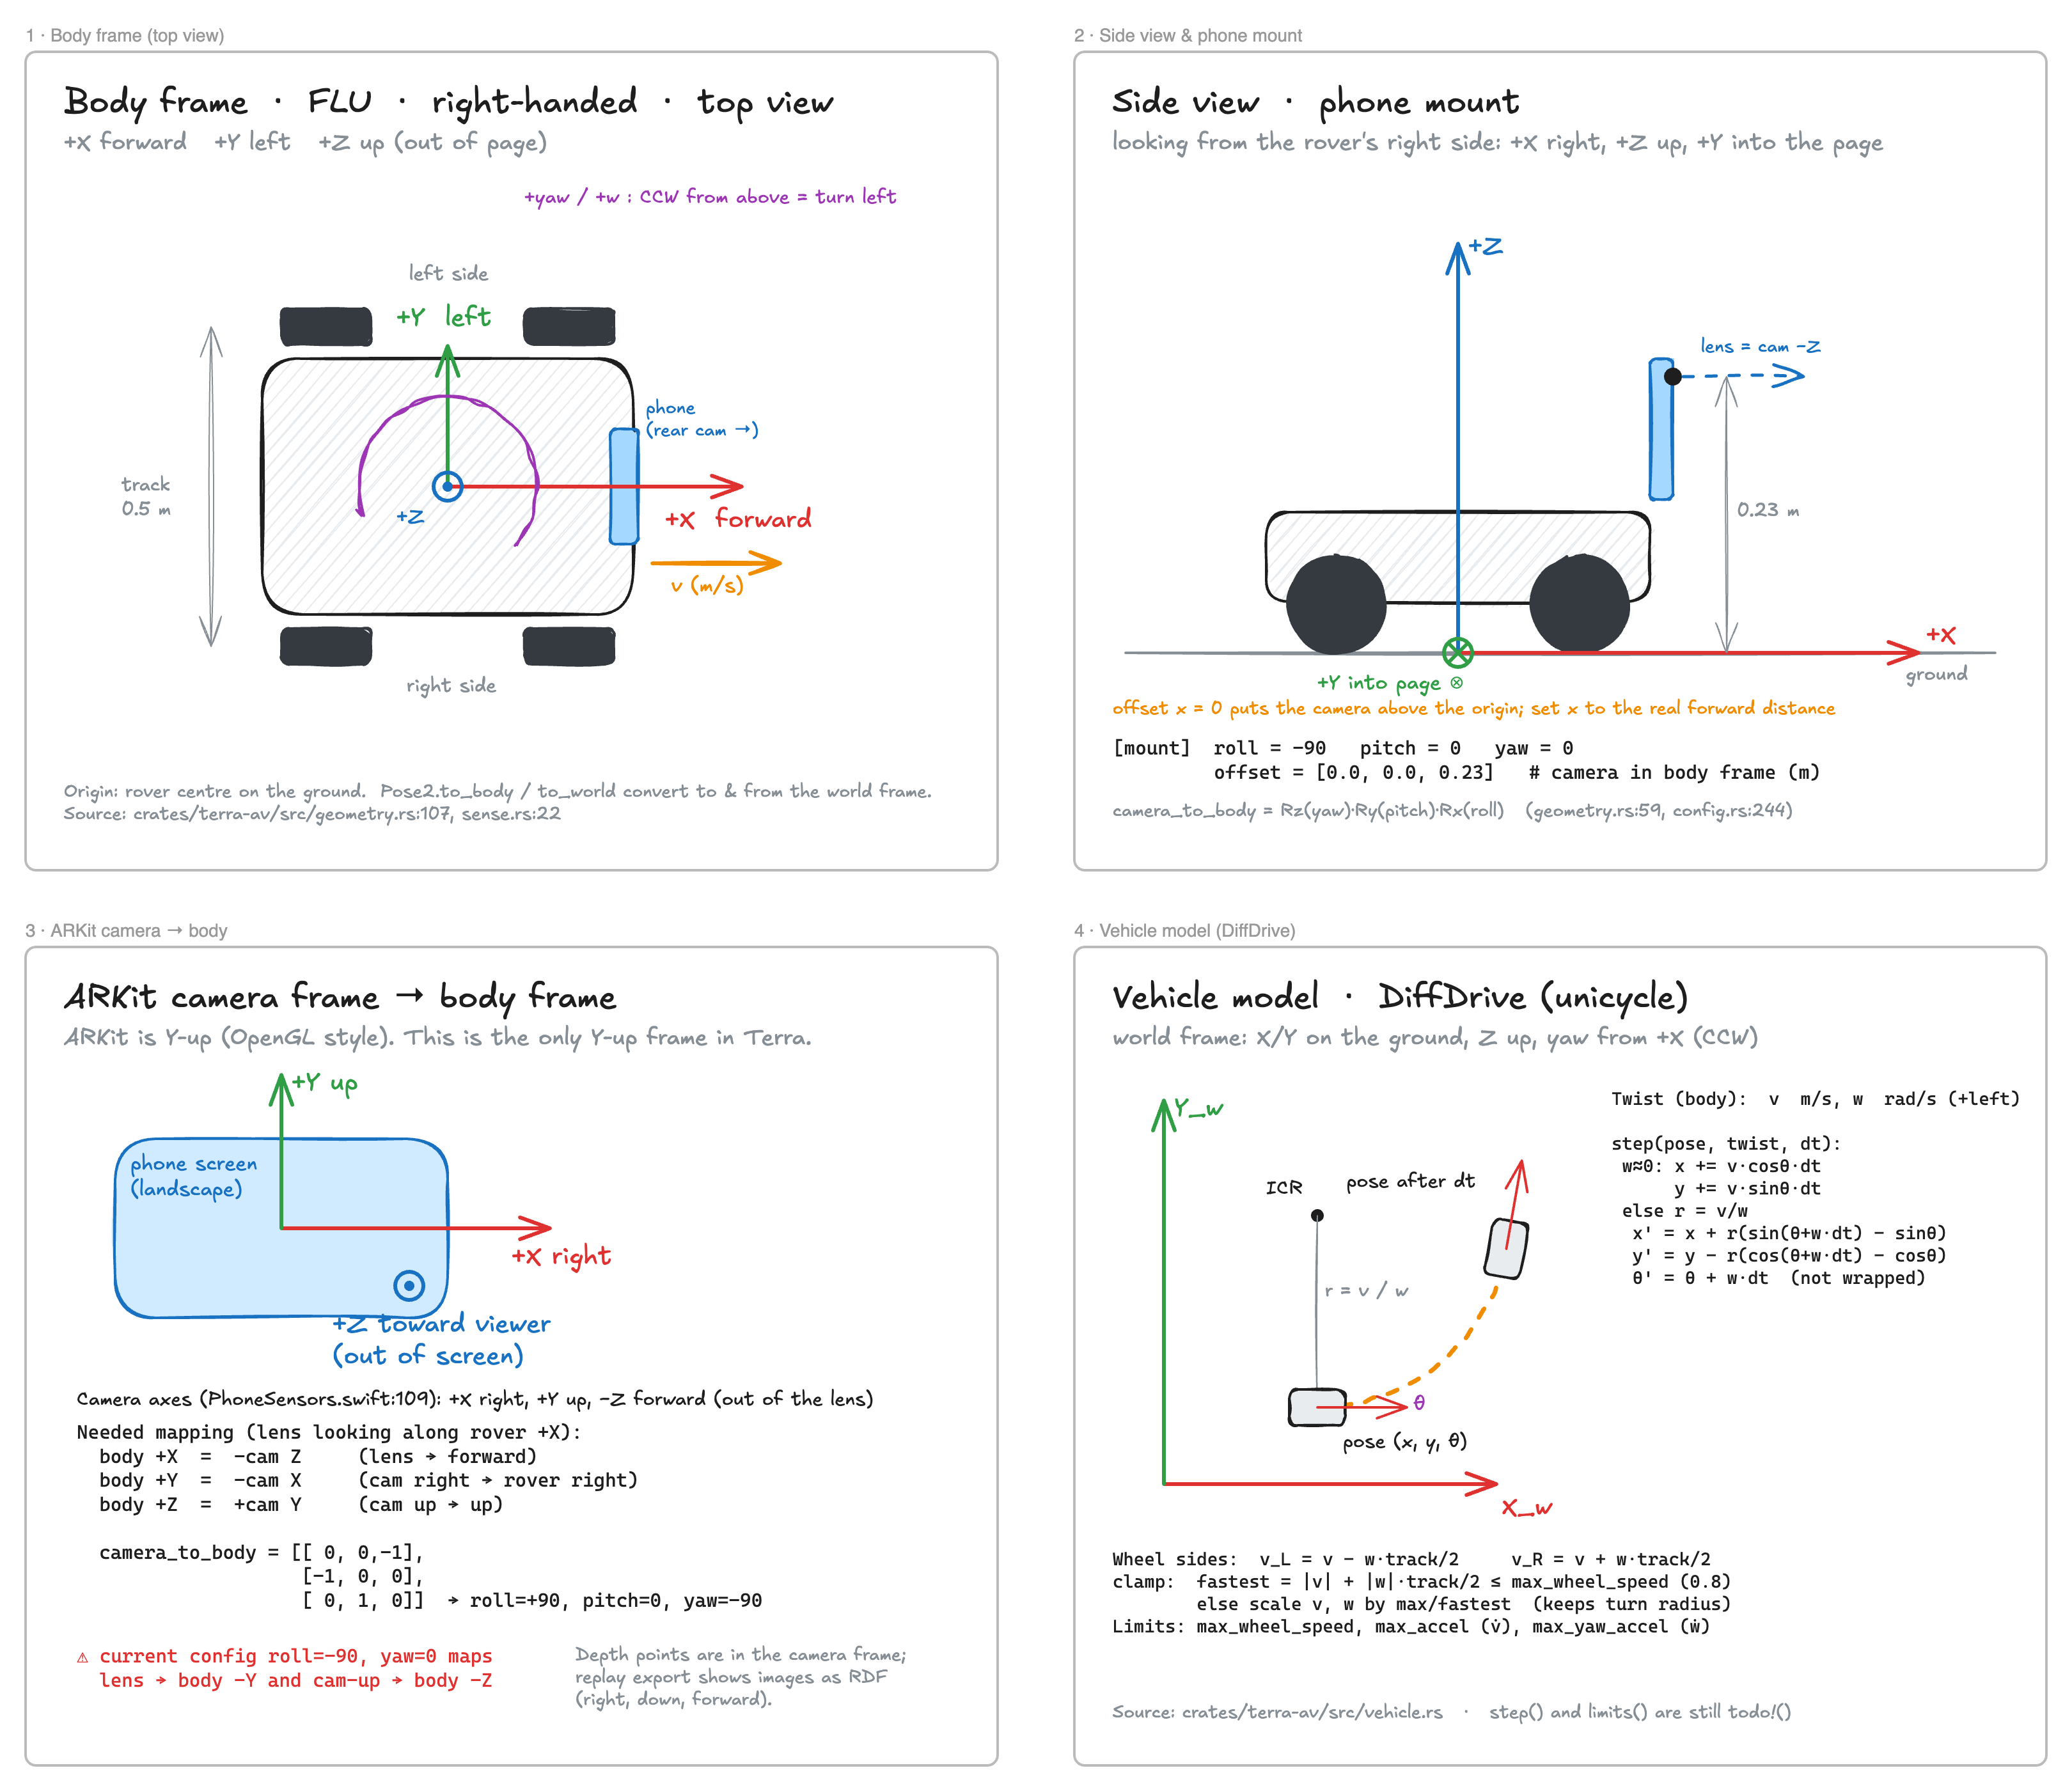 1 · Body frame (top view)
Body frame · FLU · right-handed · top view
+X forward +Y left +Z up (out of page)
+yaw / +w : CCW from above = turn left
left side
+Y left
phone
(rear cam →)
track
0.5 m
+Z
+X forward
v (m/s)
right side
Origin: rover centre on the ground. Pose2.to_body / to_world convert to & from the world frame.
Source: crates/terra-av/src/geometry.rs:107, sense.rs:22
2 · Side view & phone mount
Side view · phone mount
looking from the rover's right side: +X right, +Z up, +Y into the page
+Z
lens = cam -Z
0.23 m
+X
ground
+Y into page ⊗
offset x = 0 puts the camera above the origin; set x to the real forward distance
[mount] roll = -90 pitch = 0 yaw = 0
offset = [0.0, 0.0, 0.23] # camera in body frame (m)
camera_to_body = Rz(yaw)·Ry(pitch)·Rx(roll) (geometry.rs:59, config.rs:244)
3 · ARKit camera → body
ARKit camera frame → body frame
ARKit is Y-up (OpenGL style). This is the only Y-up frame in Terra.
+Y up
phone screen
(landscape)
+X right
+Z toward viewer
(out of screen)
Camera axes (PhoneSensors.swift:109): +X right, +Y up, -Z forward (out of the lens)
Needed mapping (lens looking along rover +X):
body +X = -cam Z (lens → forward)
body +Y = -cam X (cam right → rover right)
body +Z = +cam Y (cam up → up)
camera_to_body = [[ 0, 0,-1],
[-1, 0, 0],
[ 0, 1, 0]] → roll=+90, pitch=0, yaw=-90
⚠ current config roll=-90, yaw=0 maps
lens → body -Y and cam-up → body -Z
Depth points are in the camera frame;
replay export shows images as RDF
(right, down, forward).
4 · Vehicle model (DiffDrive)
Vehicle model · DiffDrive (unicycle)
world frame: X/Y on the ground, Z up, yaw from +X (CCW)
Y_w
ICR
pose after dt
r = v / w
θ
pose (x, y, θ)
X_w
Twist (body): v m/s, w rad/s (+left)
step(pose, twist, dt):
w≈0: x += v·cosθ·dt
y += v·sinθ·dt
else r = v/w
x' = x + r(sin(θ+w·dt) − sinθ)
y' = y − r(cos(θ+w·dt) − cosθ)
θ' = θ + w·dt (not wrapped)
Wheel sides: v_L = v − w·track/2 v_R = v + w·track/2
clamp: fastest = |v| + |w|·track/2 ≤ max_wheel_speed (0.8)
else scale v, w by max/fastest (keeps turn radius)
Limits: max_wheel_speed, max_accel (v̇), max_yaw_accel (ẇ)
Source: crates/terra-av/src/vehicle.rs · step() and limits() are still todo!()